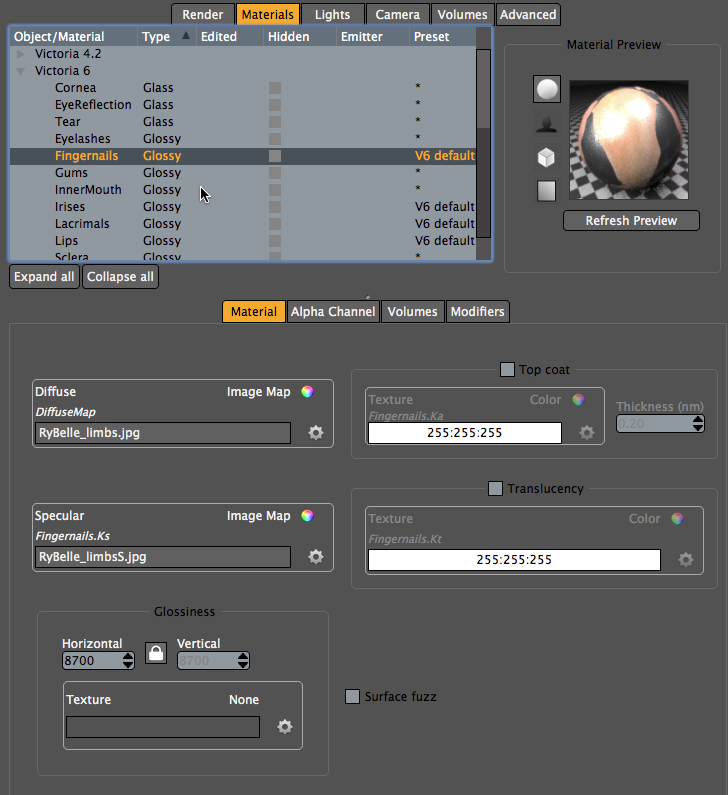 Render Materials Lights Camera Volumes Advanced
Object/Material Type Edited Hidden Emitter Preset
Victoria 4.2
Victoria 6
Cornea Glass *
EyeReflection Glass *
Tear Glass *
Eyelashes Glossy *
Fingernails Glossy V6 default
Gums Glossy *
InnerMouth Glossy *
Irises Glossy V6 default
Lacrimals Glossy V6 default
Lips Glossy V6 default
Sclera Glossy *
Expand all Collapse all
Material Preview
Refresh Preview
Material Alpha Channel Volumes Modifiers
Diffuse Image Map
DiffuseMap
RyBelle_limbs.jpg
Top coat
Texture Color
Fingernails.Ka
255:255:255
Thickness (nm)
0.20
Specular Image Map
Fingernails.Ks
RyBelle_limbsS.jpg
Translucency
Texture Color
Fingernails.Kt
255:255:255
Glossiness
Horizontal Vertical
8700 8700
Texture None
Surface fuzz